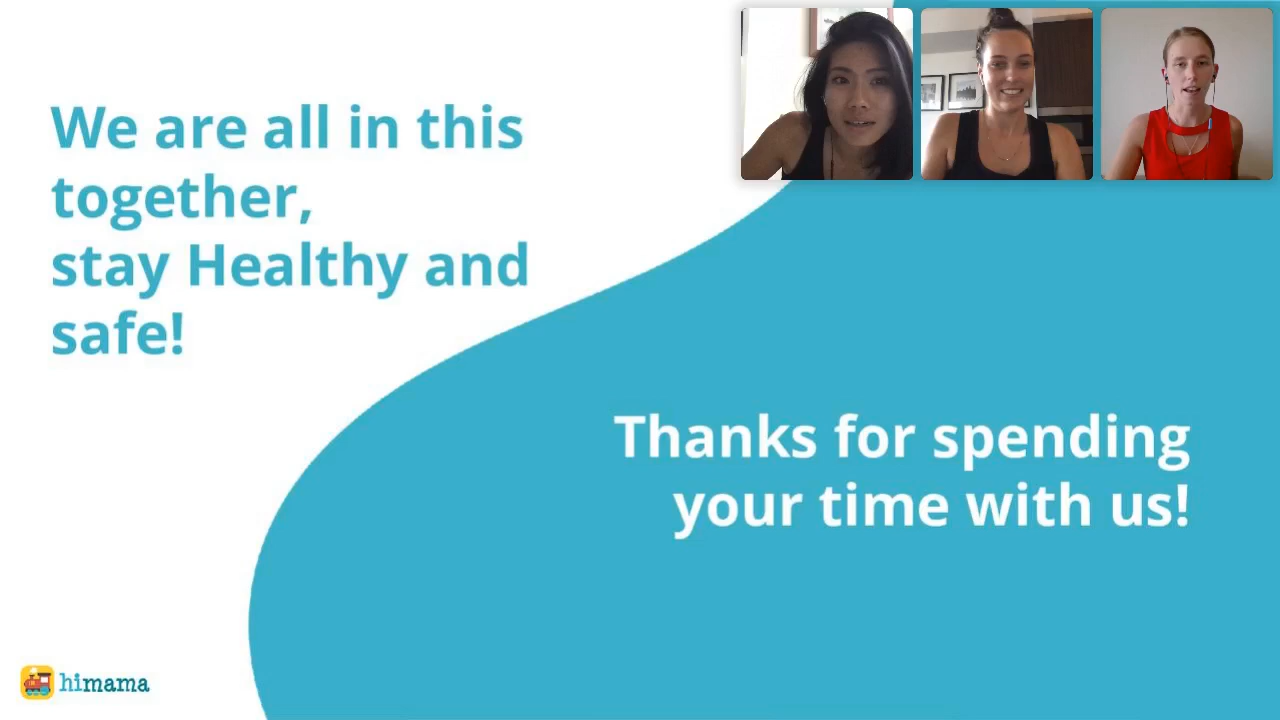 We are all in this
together,
stay Healthy and
safe!
Thanks for spending
your time with us!
himama